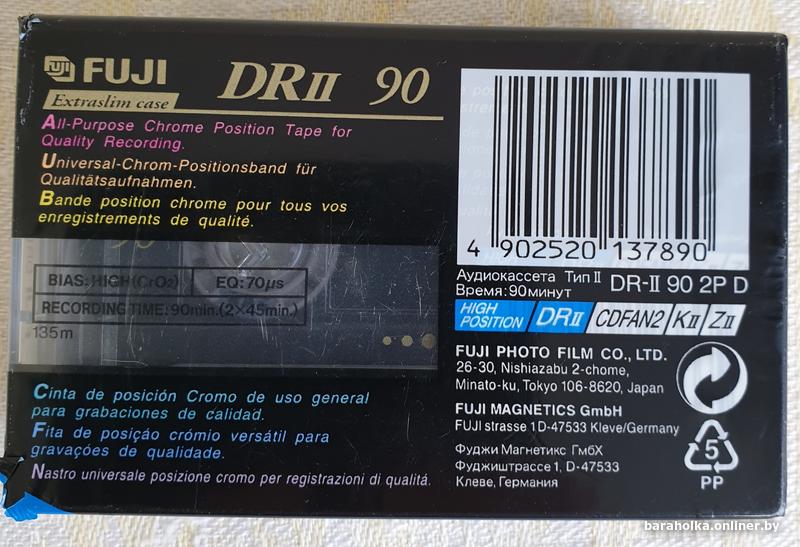 FUJI DRII 90
Extraslim case
All-Purpose Chrome Position Tape for
Quality Recording.
Universal-Chrom-Positionsband für
Qualitätsaufnahmen.
Bande position chrome pour tous vos
enregistrements de qualité.
BIAS: HIGH (CrO2) EQ: 70µs
RECORDING TIME: 90min. (2×45min.)
135m
Cinta de posición Cromo de uso general
para grabaciones de calidad.
Fita de posição crómio versátil para
gravações de qualidade.
Nastro universale posizione cromo per registrazioni di qualitá.
4 902520 137890
Аудиокассета Тип II
Время: 90минут
DR-II 90 2P D
HIGH
POSITION
DRII CDFAN2 KII ZII
FUJI PHOTO FILM CO., LTD.
26-30, Nishiazabu 2-chome,
Minato-ku, Tokyo 106-8620, Japan
FUJI MAGNETICS GmbH
FUJI strasse 1 D-47533 Kleve/Germany
Фуджи Магнетикс ГмбХ
Фуджиштрассе 1, D-47533
Клеве, Германия
5
PP
baraholka.onliner.by